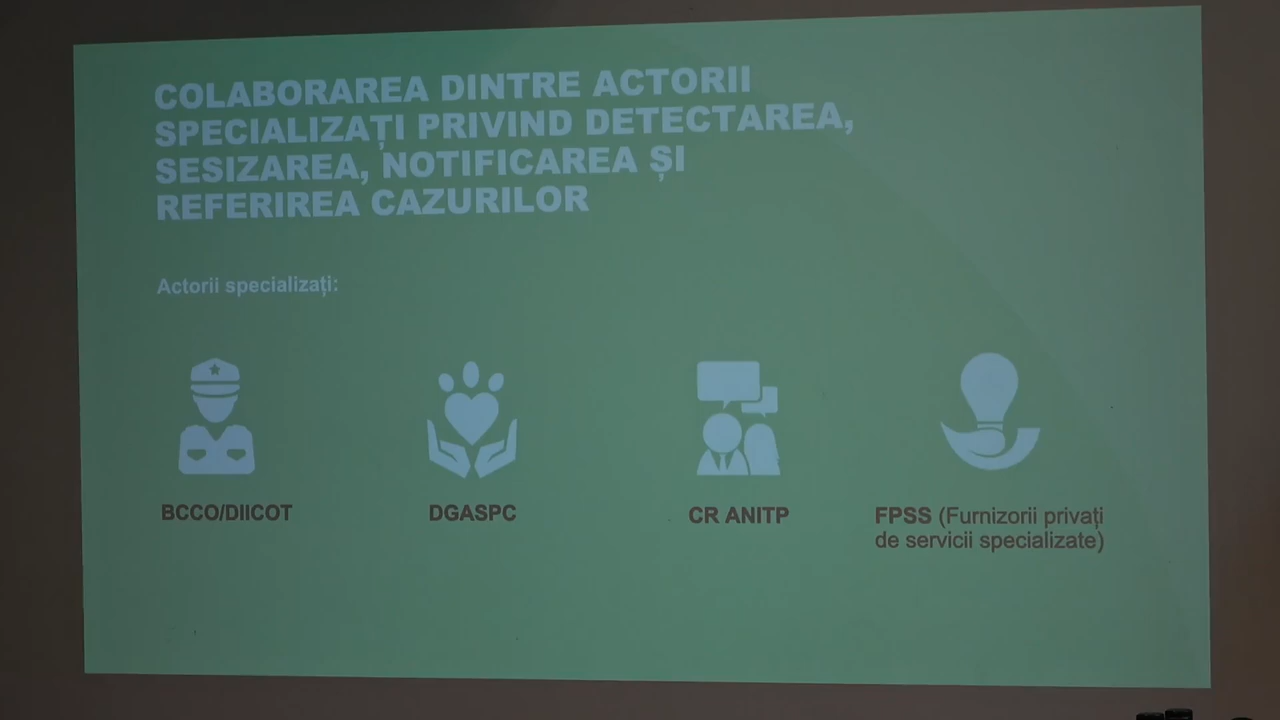 COLABORAREA DINTRE ACTORII
SPECIALIZAȚI PRIVIND DETECTAREA,
SESIZAREA, NOTIFICAREA ȘI
REFERIREA CAZURILOR
Actorii specializați:
BCCO/DIICOT
DGASPC
CR ANITP
FPSS (Furnizorii privați
de servicii specializate)